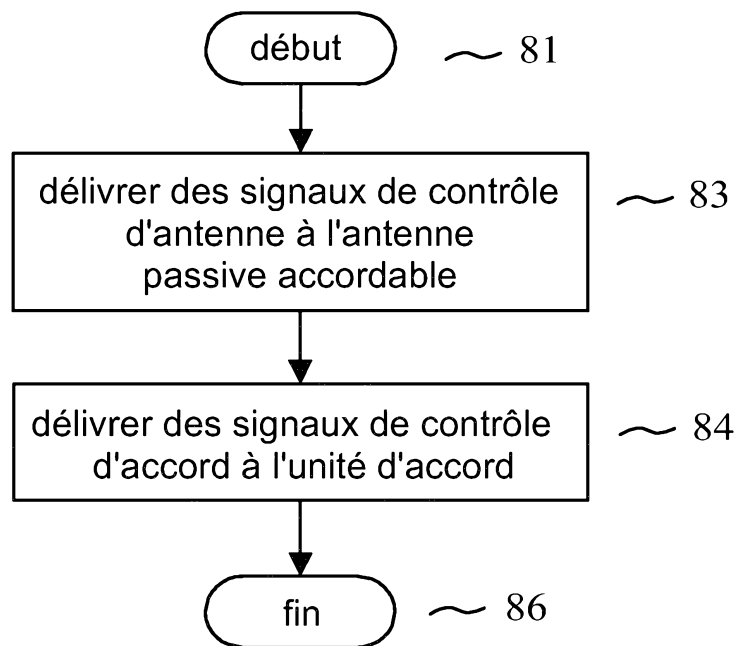 début
81
délivrer des signaux de contrôle
d'antenne à l'antenne
passive accordable
83
délivrer des signaux de contrôle
d'accord à l'unité d'accord
84
fin
86